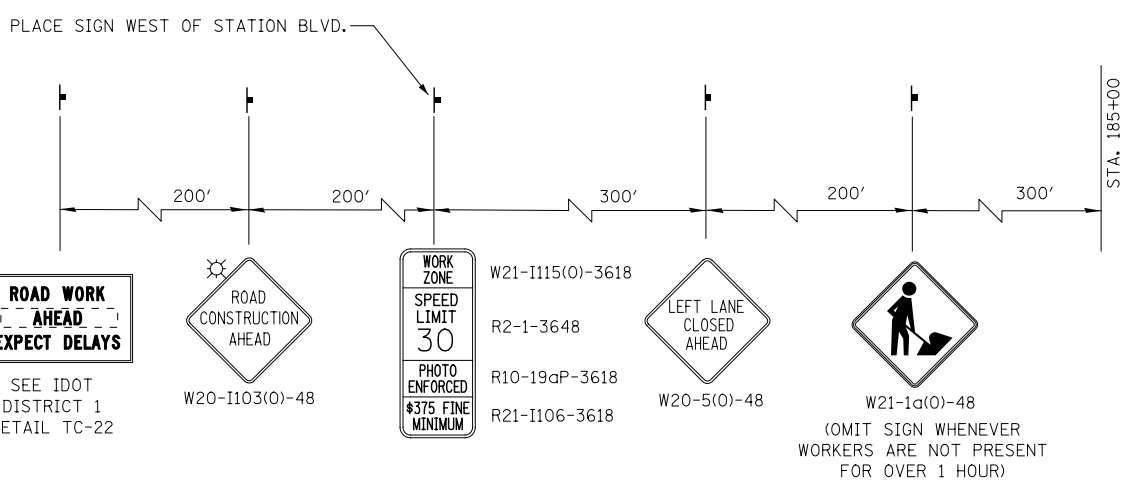 PLACE SIGN WEST OF STATION BLVD.
STA. 185+00
200'
200'
300'
200'
300'
ROAD WORK
AHEAD
EXPECT DELAYS
SEE IDOT
DISTRICT 1
ETAIL TC-22
ROAD
CONSTRUCTION
AHEAD
W20-I103(O)-48
WORK
ZONE
SPEED
LIMIT
30
PHOTO
ENFORCED
$375 FINE
MINIMUM
W21-I115(O)-3618
R2-1-3648
R10-19aP-3618
R21-I106-3618
LEFT LANE
CLOSED
AHEAD
W20-5(O)-48
W21-1a(O)-48
(OMIT SIGN WHENEVER
WORKERS ARE NOT PRESENT
FOR OVER 1 HOUR)